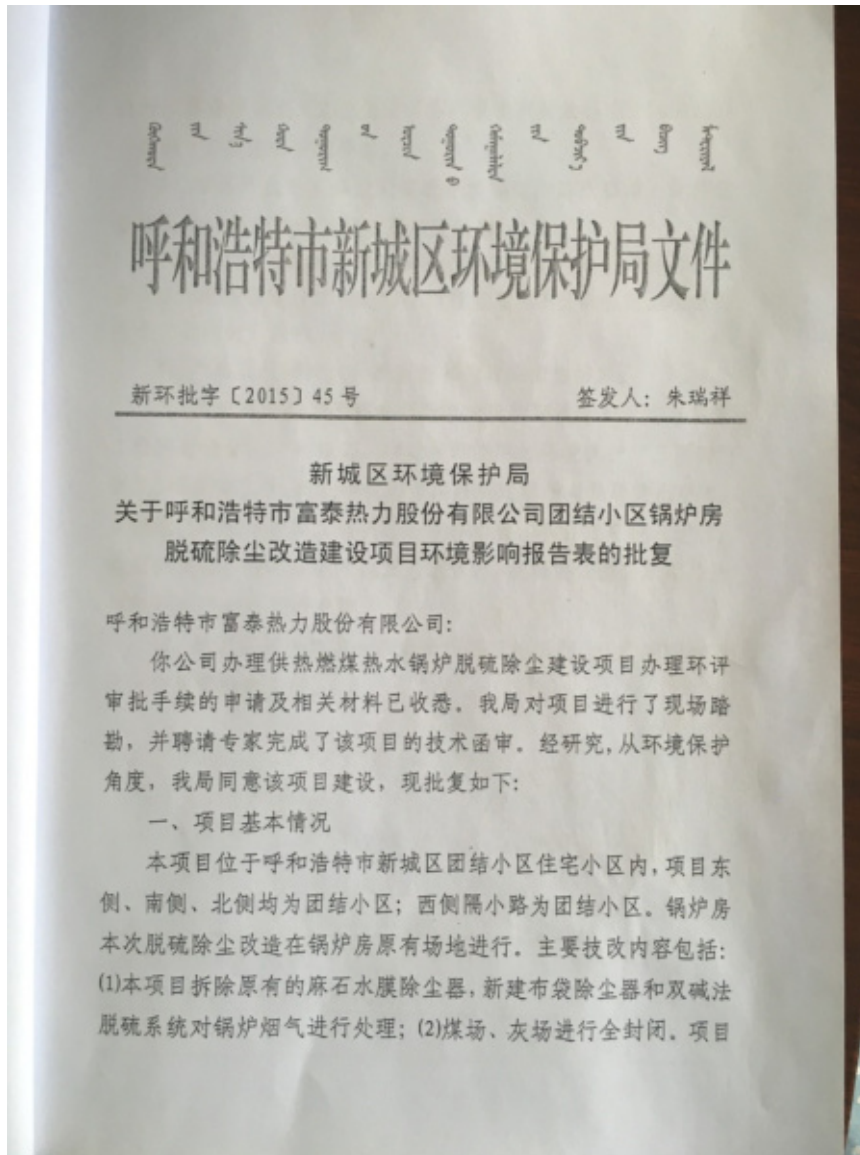 呼和浩特市新城区环境保护局文件
新环批字〔2015〕45号 签发人：朱瑞祥
新城区环境保护局
关于呼和浩特市富泰热力股份有限公司团结小区锅炉房
脱硫除尘改造建设项目环境影响报告表的批复
呼和浩特市富泰热力股份有限公司：
你公司办理供热燃煤热水锅炉脱硫除尘建设项目办理环评
审批手续的申请及相关材料已收悉。我局对项目进行了现场踏
勘，并聘请专家完成了该项目的技术函审。经研究，从环境保护
角度，我局同意该项目建设，现批复如下：
一、项目基本情况
本项目位于呼和浩特市新城区团结小区住宅小区内，项目东
侧、南侧、北侧均为团结小区；西侧隔小路为团结小区。锅炉房
本次脱硫除尘改造在锅炉房原有场地进行。主要技改内容包括：
(1)本项目拆除原有的麻石水膜除尘器，新建布袋除尘器和双碱法
脱硫系统对锅炉烟气进行处理；(2)煤场、灰场进行全封闭。项目